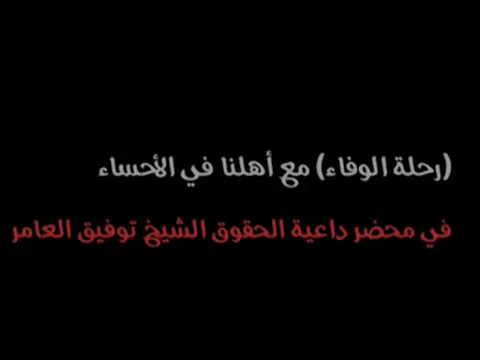 (رحلة الوفاء) مع أهلنا في الأحساء
في محضر داعية الحقوق الشيخ توفيق العامر